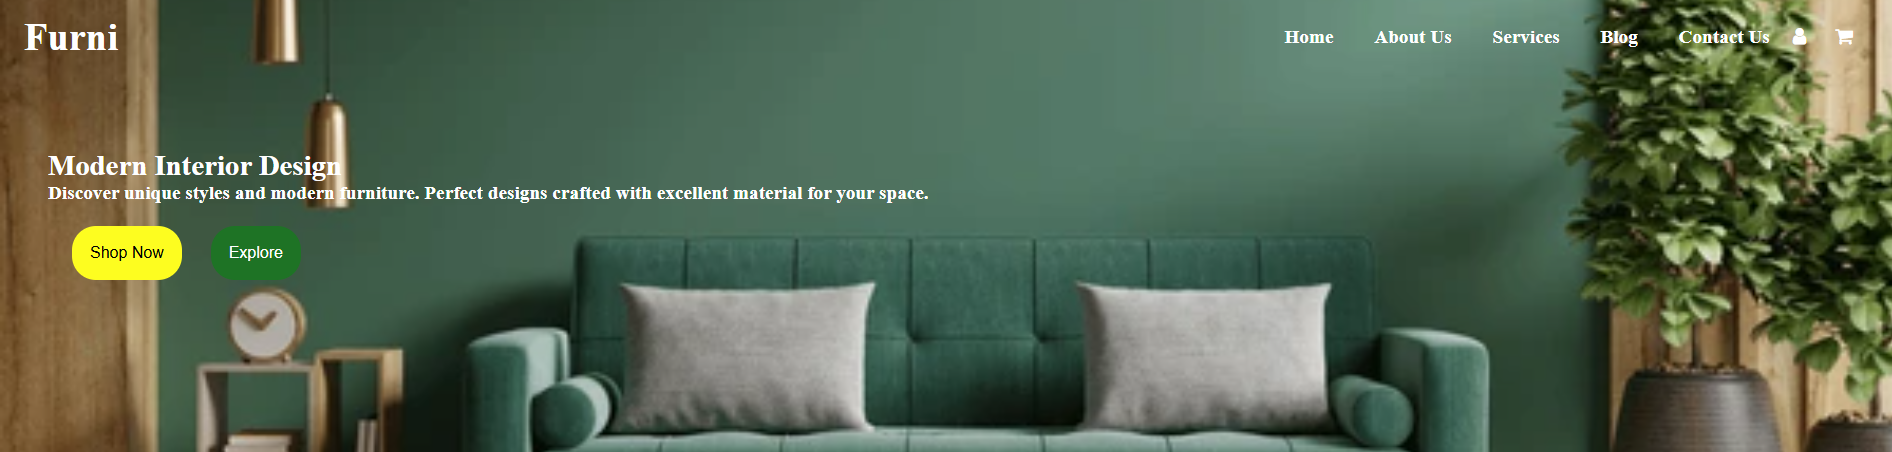 Furni
Home About Us Services Blog Contact Us
Modern Interior Design
Discover unique styles and modern furniture. Perfect designs crafted with excellent material for your space.
Shop Now Explore